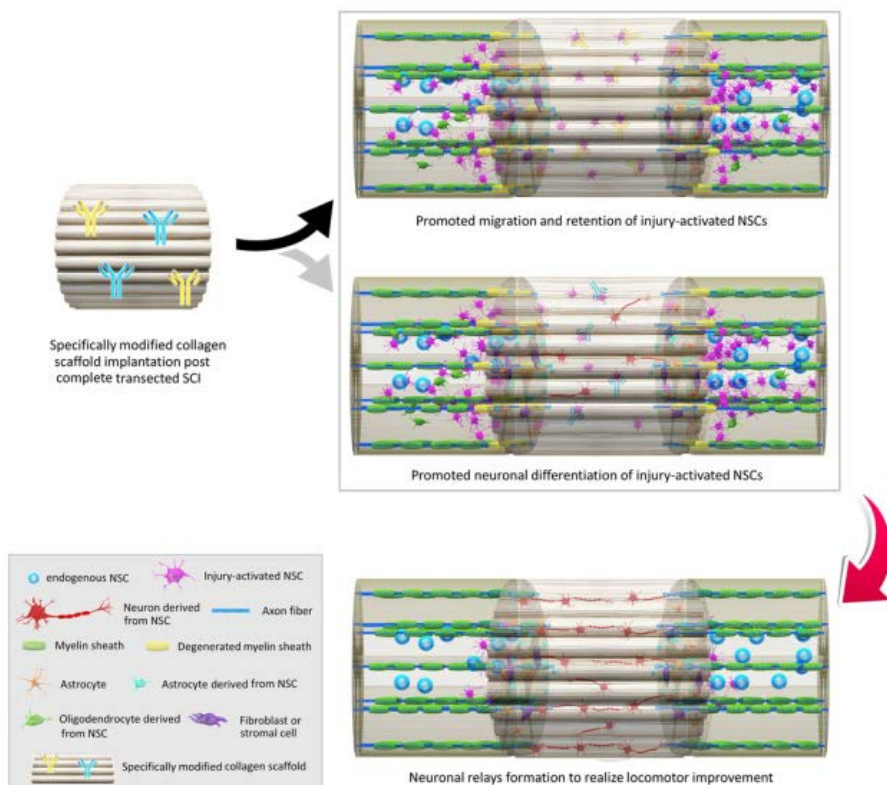 Promoted migration and retention of injury-activated NSCs
Specifically modified collagen
scaffold implantation post
complete transected SCI
Promoted neuronal differentiation of injury-activated NSCs
endogenous NSC
Injury-activated NSC
Neuron derived
from NSC
Axon fiber
Myelin sheath
Degenerated myelin sheath
Astrocyte
Astrocyte derived from NSC
Oligodendrocyte derived
from NSC
Fibroblast or
stromal cell
Specifically modified collagen scaffold
Neuronal relays formation to realize locomotor improvement